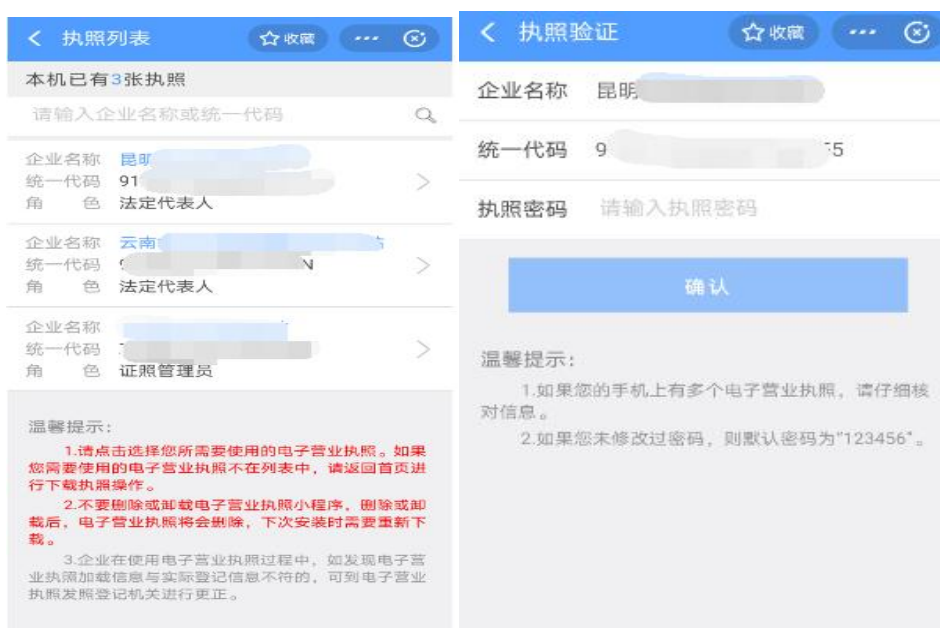 执照列表
收藏
本机已有3张执照
请输入企业名称或统一代码
企业名称 昆明
统一代码 91
角 色 法定代表人
企业名称 云南
统一代码 9 N
角 色 法定代表人
企业名称
统一代码
角 色 证照管理员
温馨提示:
1.请点击选择您所需要使用的电子营业执照。如果
您需要使用的电子营业执照不在列表中，请返回首页进
行下载执照操作。
2.不要删除或卸载电子营业执照小程序，删除或卸
载后，电子营业执照将会删除，下次安装时需要重新下
载。
3.企业在使用电子营业执照过程中，如发现电子营
业执照加载信息与实际登记信息不符的，可到电子营业
执照发照登记机关进行更正。
执照验证
收藏
企业名称 昆明
统一代码 9 55
执照密码 请输入执照密码
确认
温馨提示:
1.如果您的手机上有多个电子营业执照，请仔细核
对信息。
2.如果您未修改过密码，则默认密码为"123456"。